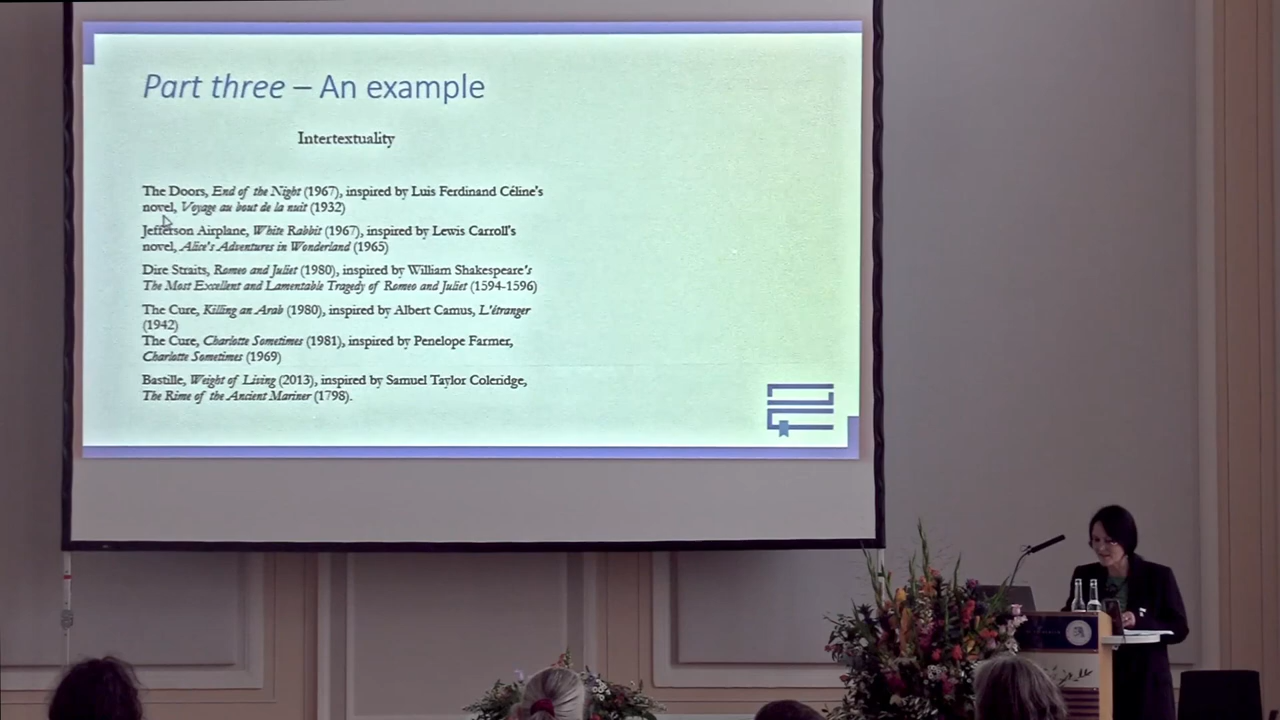 Part three – An example
Intertextuality
The Doors, End of the Night (1967), inspired by Luis Ferdinand Céline's
novel, Voyage au bout de la nuit (1932)
Jefferson Airplane, White Rabbit (1967), inspired by Lewis Carroll's
novel, Alice's Adventures in Wonderland (1965)
Dire Straits, Romeo and Juliet (1980), inspired by William Shakespeare's
The Most Excellent and Lamentable Tragedy of Romeo and Juliet (1594-1596)
The Cure, Killing an Arab (1980), inspired by Albert Camus, L'étranger
(1942)
The Cure, Charlotte Sometimes (1981), inspired by Penelope Farmer,
Charlotte Sometimes (1969)
Bastille, Weight of Living (2013), inspired by Samuel Taylor Coleridge,
The Rime of the Ancient Mariner (1798).